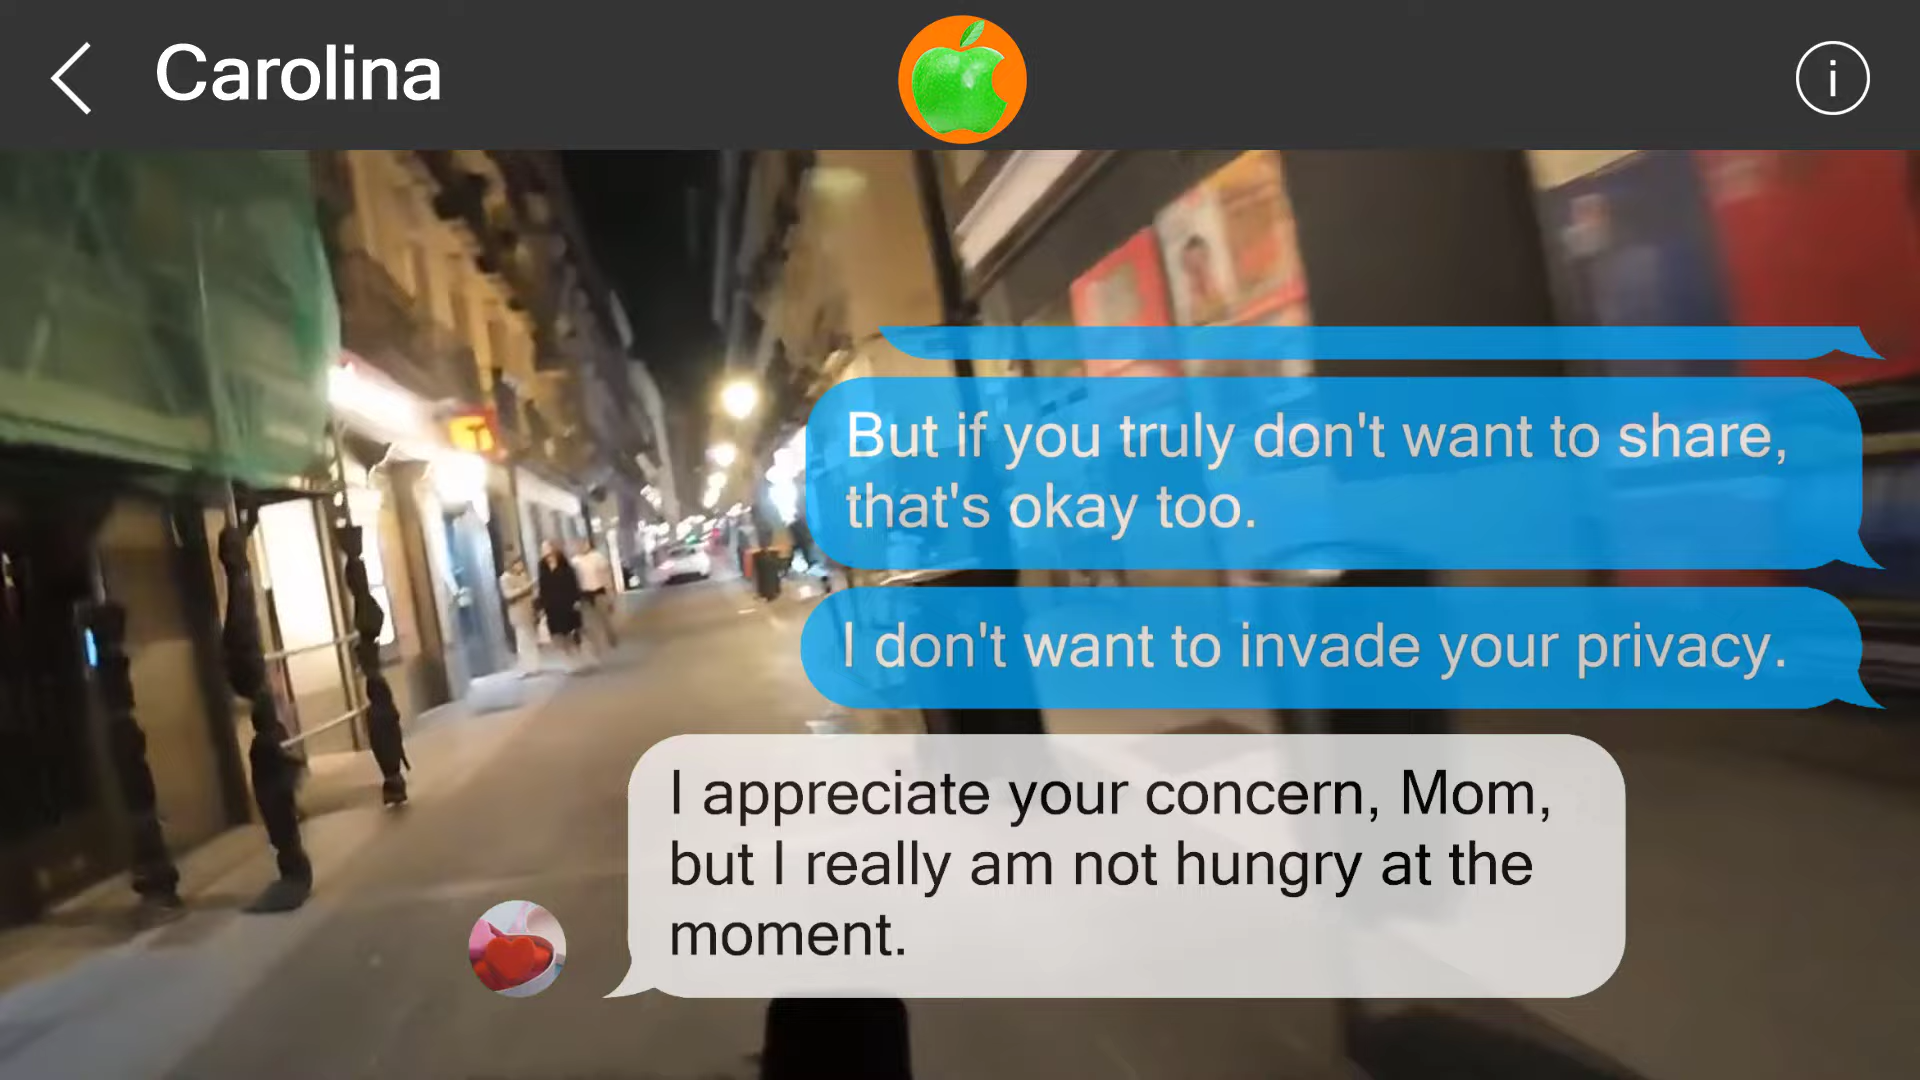 Carolina
But if you truly don't want to share,
that's okay too.
I don't want to invade your privacy.
I appreciate your concern, Mom,
but I really am not hungry at the
moment.